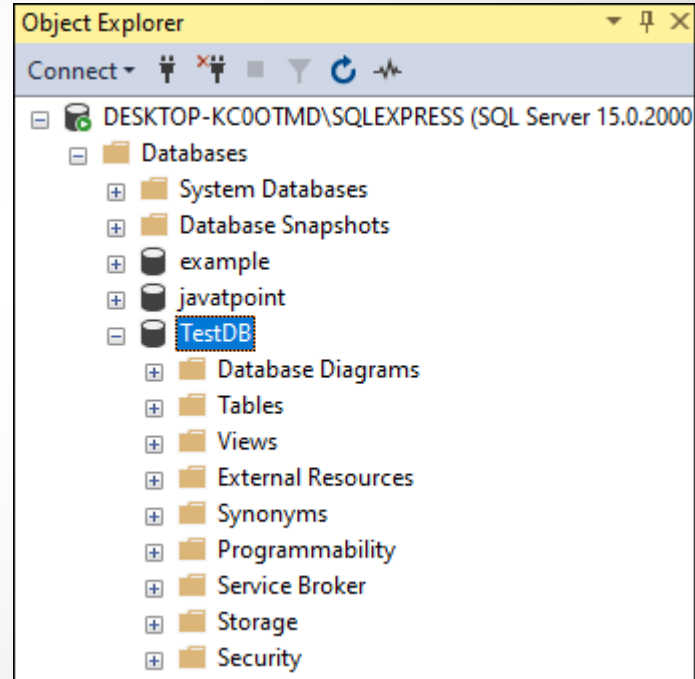 Object Explorer
Connect
DESKTOP-KC0OTMD\SQLEXPRESS (SQL Server 15.0.2000
Databases
System Databases
Database Snapshots
example
javatpoint
TestDB
Database Diagrams
Tables
Views
External Resources
Synonyms
Programmability
Service Broker
Storage
Security